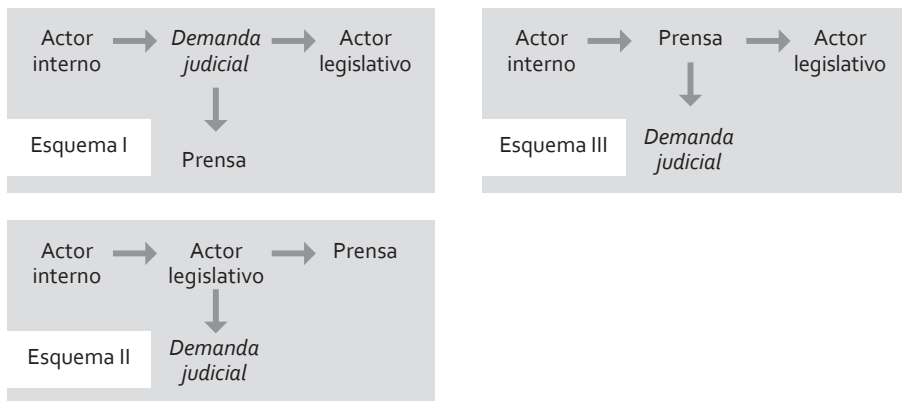 Actor
interno
Demanda
judicial
Actor
legislativo
Prensa
Esquema I
Actor
interno
Prensa
Actor
legislativo
Demanda
judicial
Esquema III
Actor
interno
Actor
legislativo
Prensa
Demanda
judicial
Esquema II